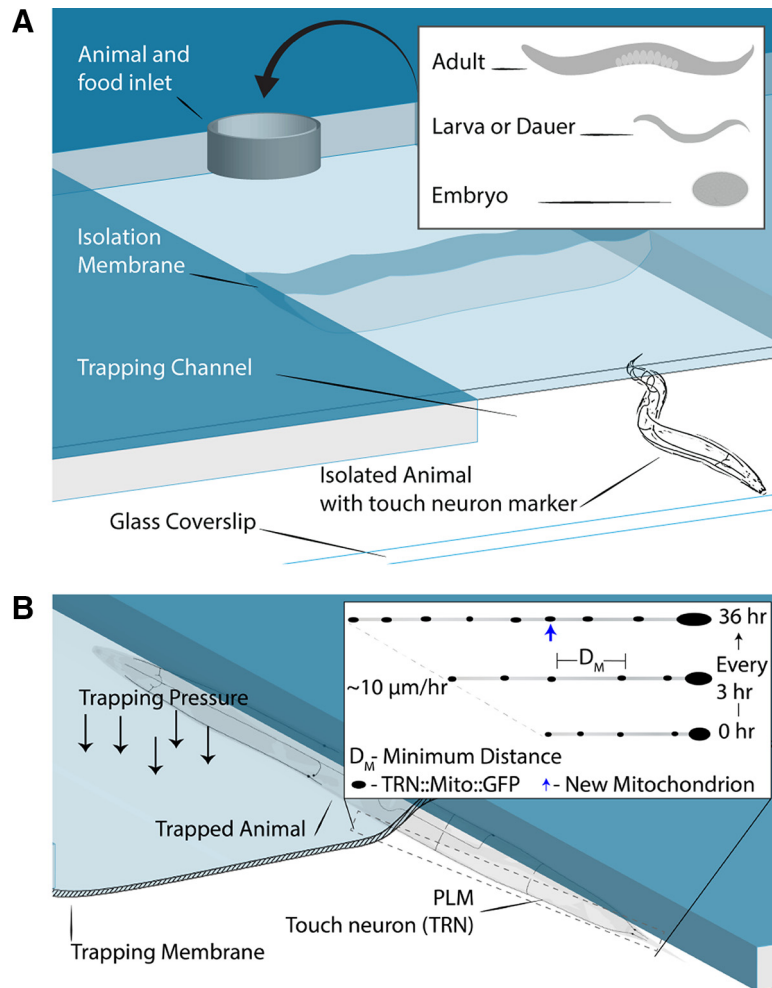 A
Animal and
food inlet
Adult
Larva or Dauer
Embryo
Isolation
Membrane
Trapping Channel
Isolated Animal
with touch neuron marker
Glass Coverslip
B
36 hr
Every
3 hr
0 hr
D_M
~10 μm/hr
D_M- Minimum Distance
- TRN::Mito::GFP - New Mitochondrion
Trapping Pressure
Trapped Animal
PLM
Touch neuron (TRN)
Trapping Membrane